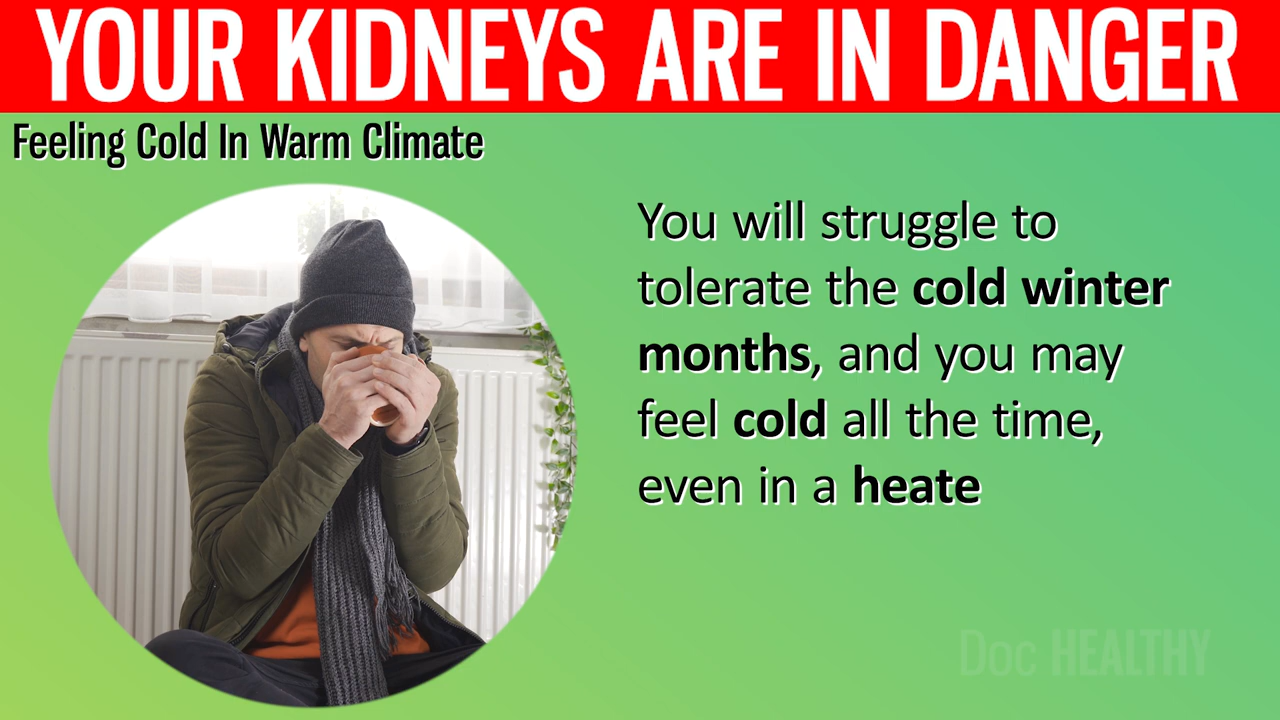 YOUR KIDNEYS ARE IN DANGER
Feeling Cold In Warm Climate
You will struggle to
tolerate the cold winter
months, and you may
feel cold all the time,
even in a heate
Doc HEALTHY